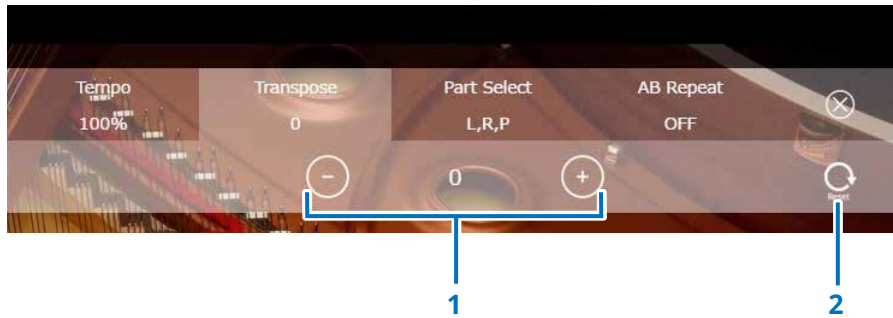 Tempo Transpose Part Select AB Repeat
100% 0 L,R,P OFF
− 0 +
Reset
1 2